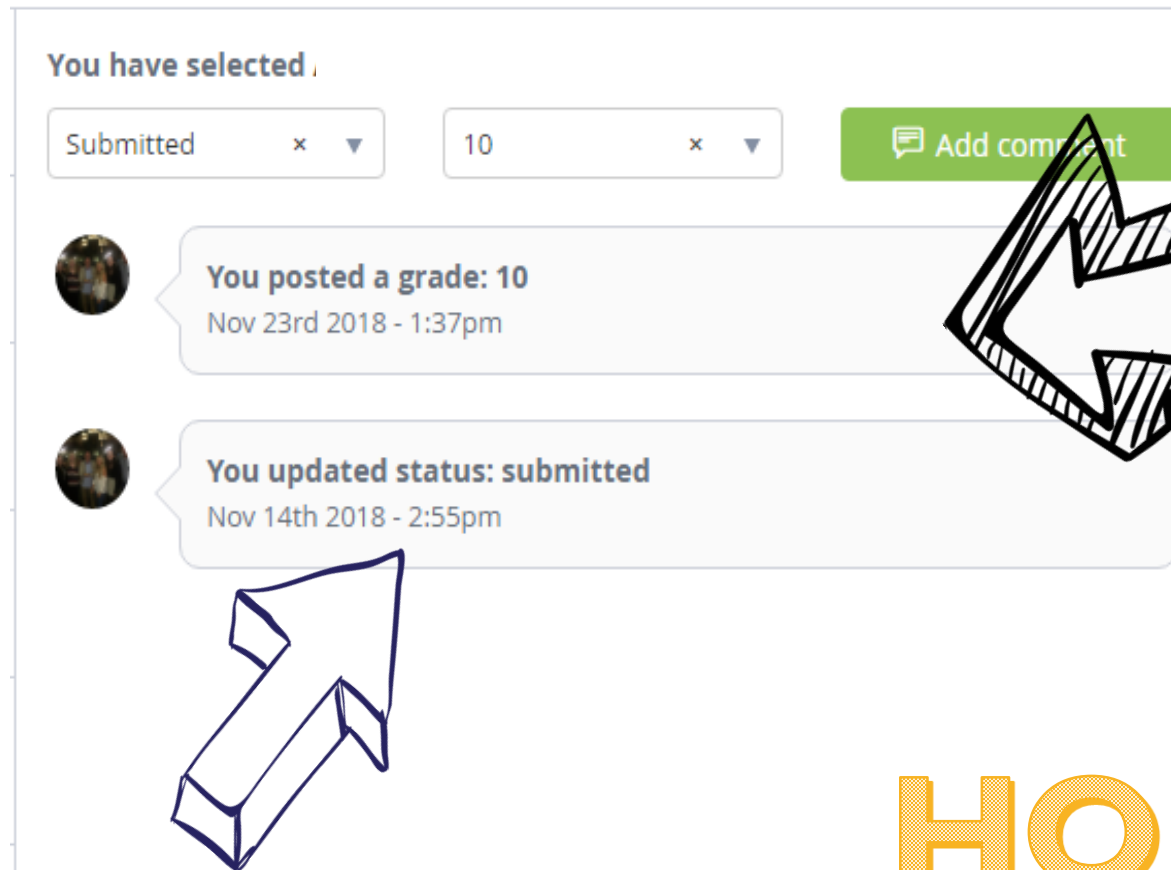 You have selected
Submitted × ▼ 10 × ▼ Add comment
You posted a grade: 10
Nov 23rd 2018 - 1:37pm
You updated status: submitted
Nov 14th 2018 - 2:55pm
HO